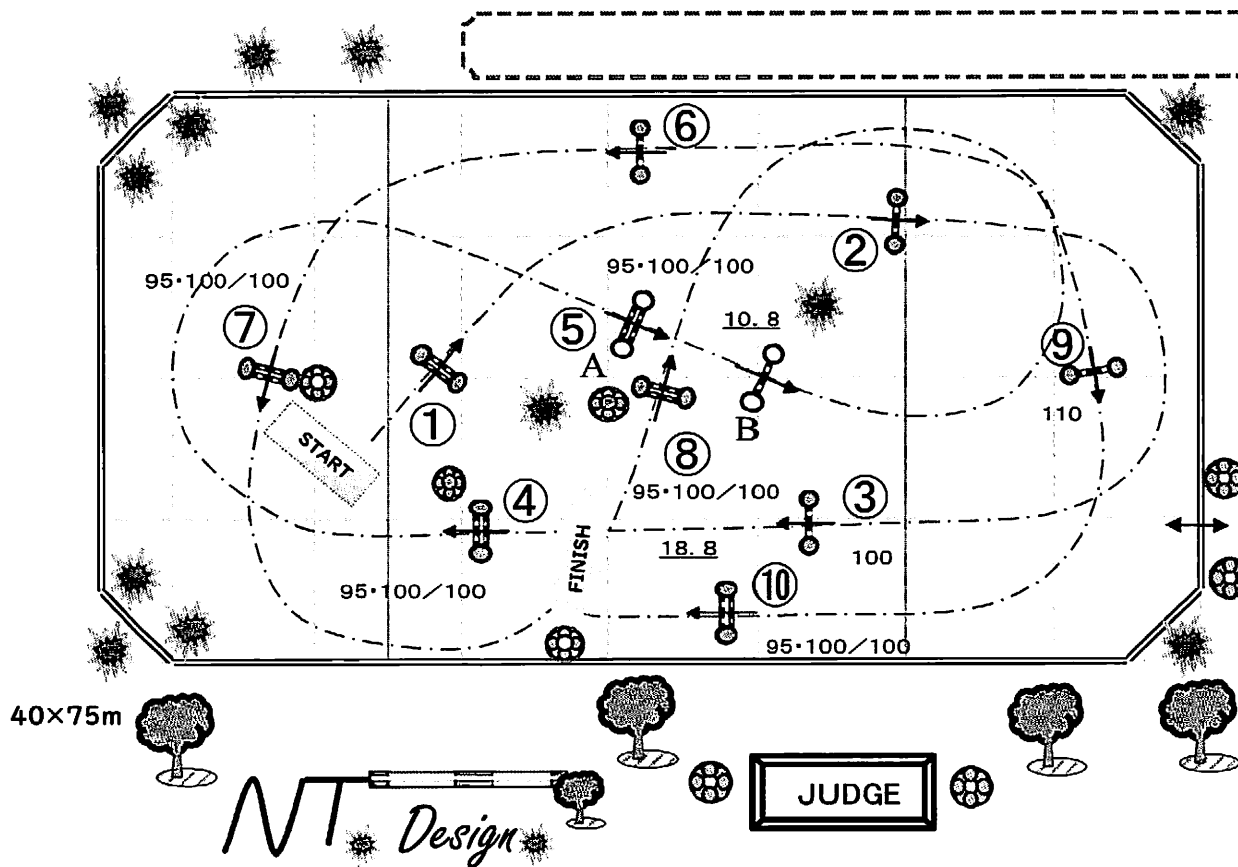 ⑥
②
95・100/100
95・100/100
⑦
⑤
10.8
⑨
A
START
①
B
110
⑧
95・100/100
④
③
FINISH
18.8
100
95・100/100
⑩
95・100/100
40×75m
JUDGE
NT Design